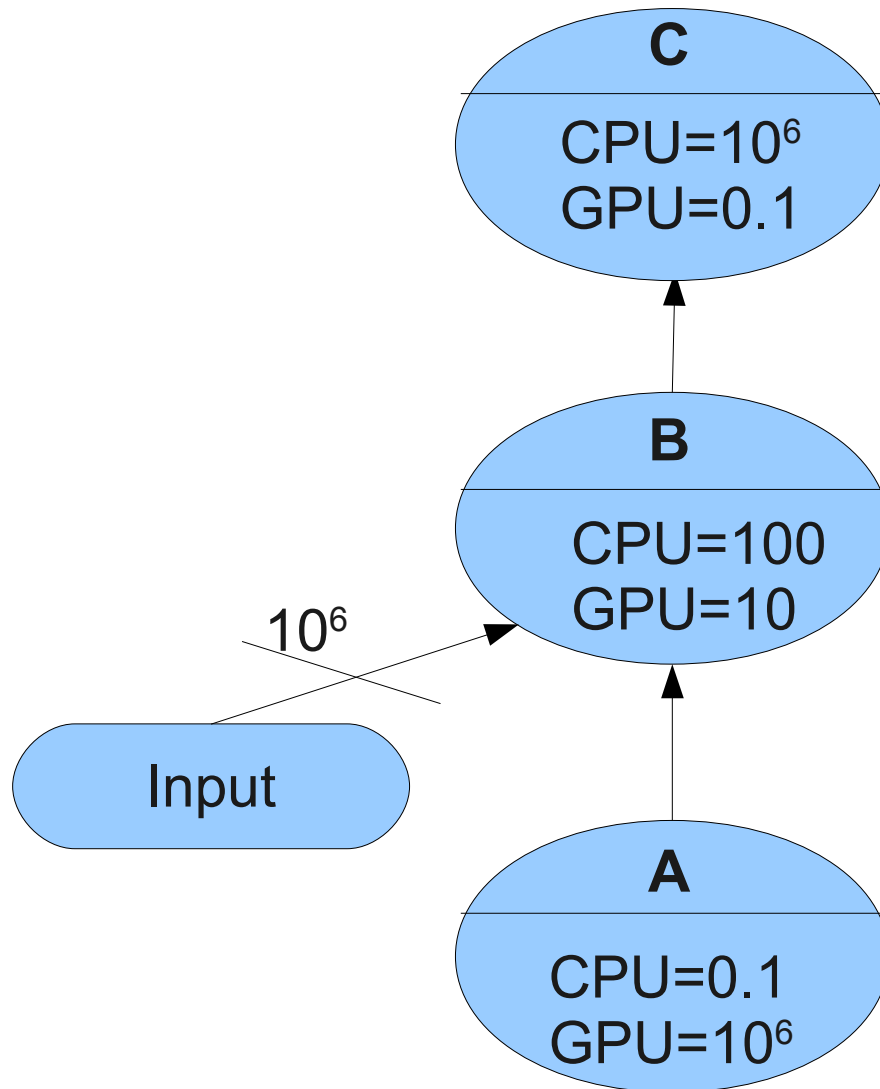 C
CPU=10⁶
GPU=0.1
B
CPU=100
GPU=10
10⁶
Input
A
CPU=0.1
GPU=10⁶